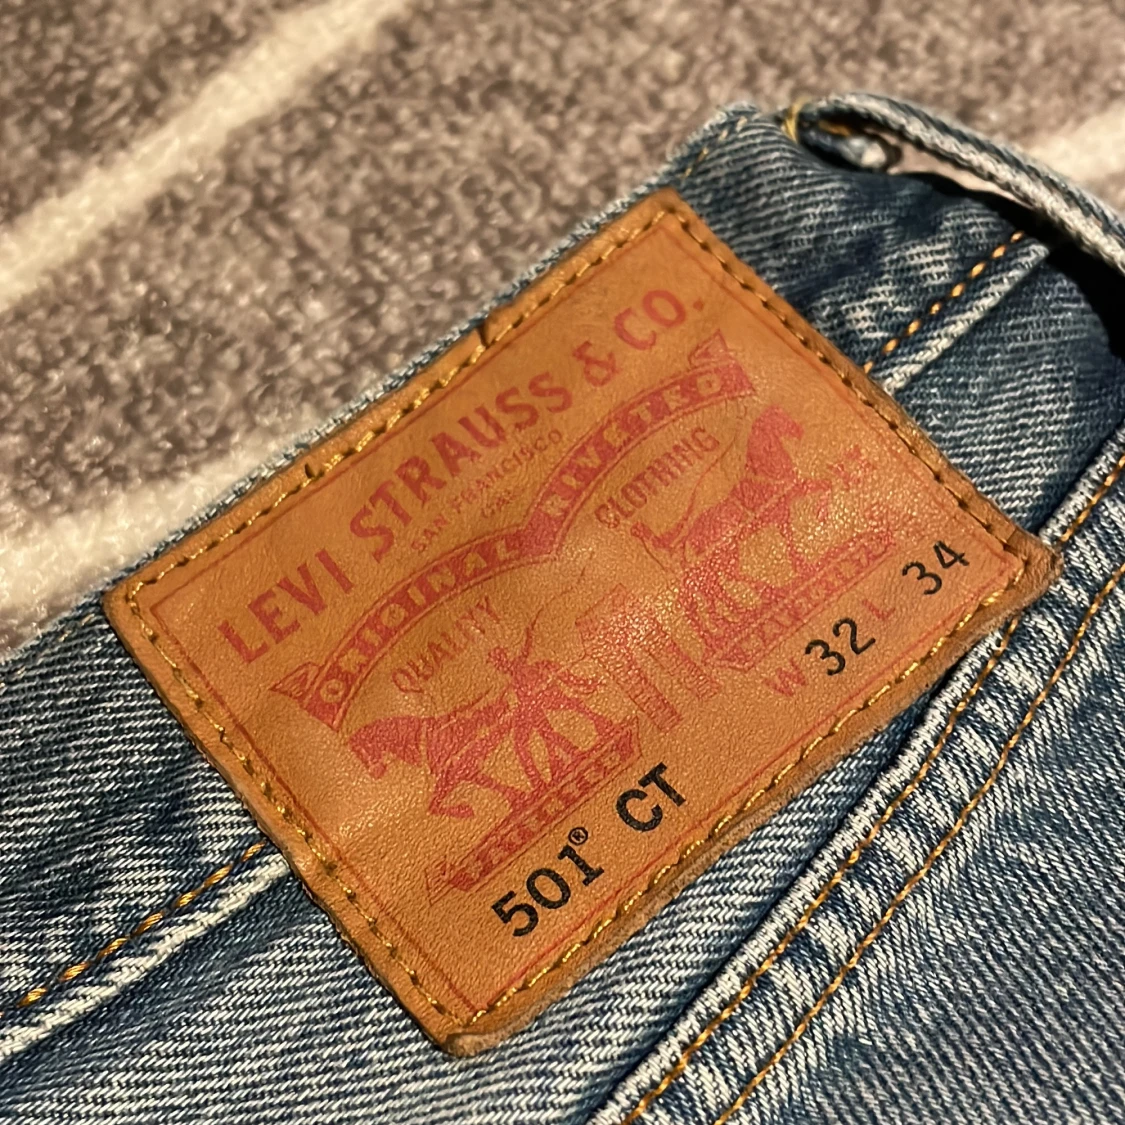 LEVI STRAUSS & CO.
SAN FRANCISCO
CAL.
ORIGINAL RIVETED
QUALITY CLOTHING
W 32 L 34
501® CT